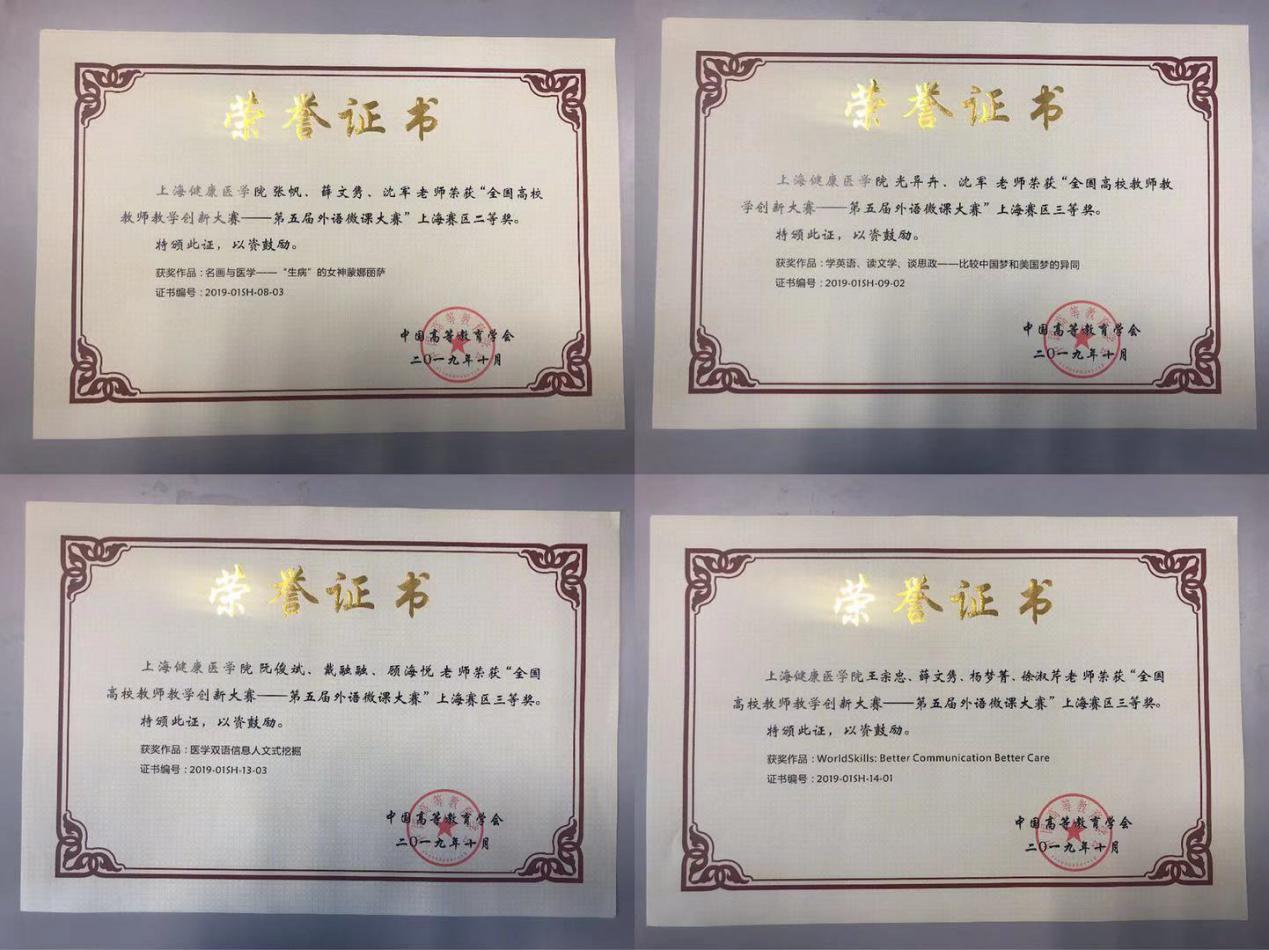 荣誉证书
上海健康医学院 张帆、薛文隽、沈军 老师荣获“全国高校
教师教学创新大赛——第五届外语微课大赛”上海赛区二等奖。
特颁此证，以资鼓励。
获奖作品：名画与医学——“生病”的女神蒙娜丽萨
证书编号：2019-01SH-08-03
中国高等教育学会
二〇一九年十月
荣誉证书
上海健康医学院 光异卉、沈军 老师荣获“全国高校教师教
学创新大赛——第五届外语微课大赛”上海赛区三等奖。
特颁此证，以资鼓励。
获奖作品：学英语、读文学、谈思政——比较中国梦和美国梦的异同
证书编号：2019-01SH-09-02
中国高等教育学会
二〇一九年十月
荣誉证书
上海健康医学院 阮俊斌、戴融融、顾海悦 老师荣获“全国
高校教师教学创新大赛——第五届外语微课大赛”上海赛区三等奖。
特颁此证，以资鼓励。
获奖作品：医学双语信息人文式挖掘
证书编号：2019-01SH-13-03
中国高等教育学会
二〇一九年十月
荣誉证书
上海健康医学院王宗忠、薛文隽、杨梦菁、徐淑芹老师荣获“全国
高校教师教学创新大赛——第五届外语微课大赛”上海赛区三等奖。
特颁此证，以资鼓励。
获奖作品：WorldSkills: Better Communication Better Care
证书编号：2019-01SH-14-01
中国高等教育学会
二〇一九年十月